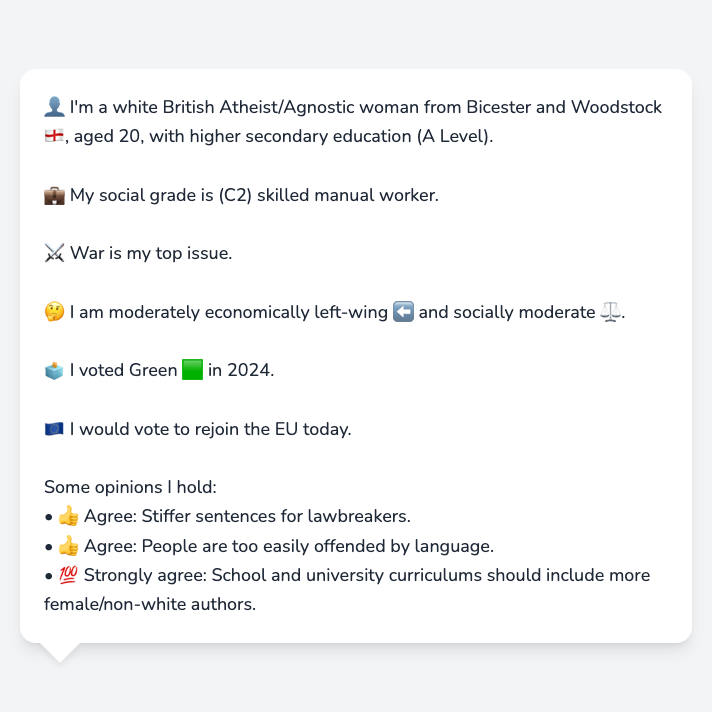 👤 I'm a white British Atheist/Agnostic woman from Bicester and Woodstock
🏴󠁧󠁢󠁥󠁮󠁧󠁿, aged 20, with higher secondary education (A Level).
💼 My social grade is (C2) skilled manual worker.
⚔️ War is my top issue.
🤔 I am moderately economically left-wing ⬅️ and socially moderate ⚖️.
🗳️ I voted Green 🟩 in 2024.
🇪🇺 I would vote to rejoin the EU today.
Some opinions I hold:
• 👍 Agree: Stiffer sentences for lawbreakers.
• 👍 Agree: People are too easily offended by language.
• 💯 Strongly agree: School and university curriculums should include more
female/non-white authors.